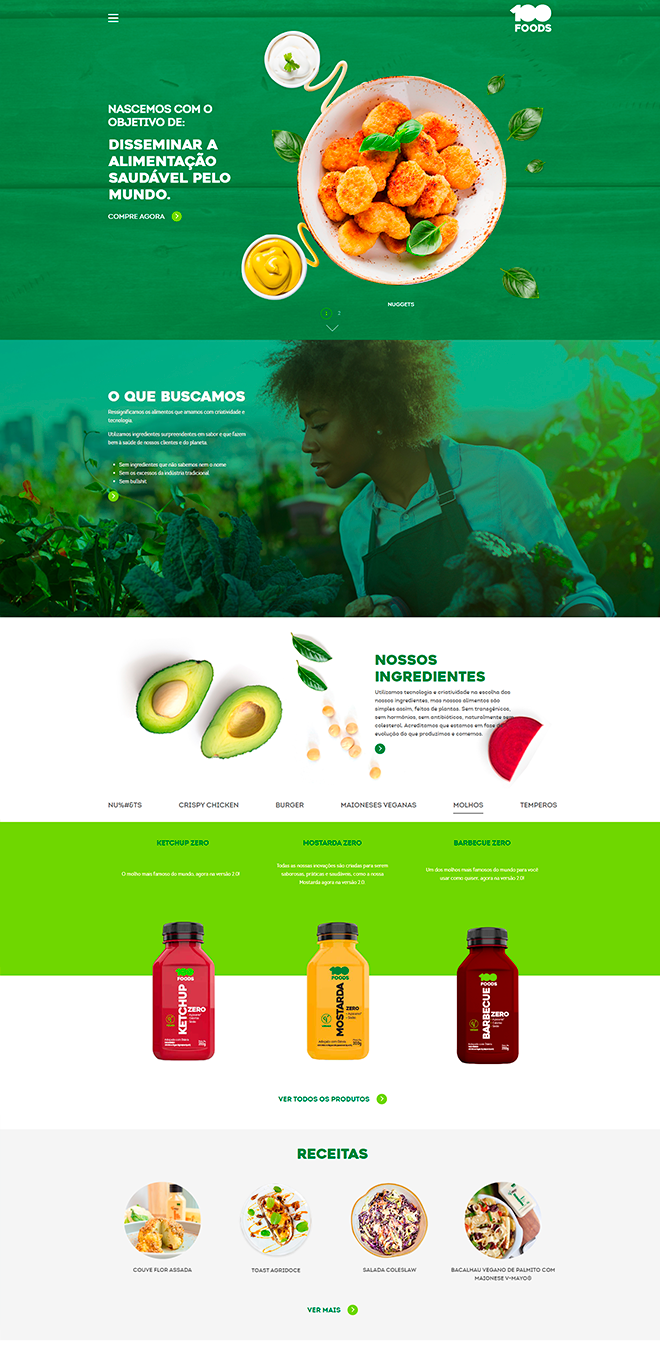 100
FOODS
NASCEMOS COM O
OBJETIVO DE:
DISSEMINAR A
ALIMENTAÇÃO
SAUDÁVEL PELO
MUNDO.
COMPRE AGORA
NUGGETS
1 2
O QUE BUSCAMOS
Ressignificamos os alimentos que amamos com criatividade e
tecnologia.
Utilizamos ingredientes surpreendentes em sabor e que fazem
bem à saúde de nossos clientes e do planeta.
Sem ingredientes que não sabemos nem o nome
Sem os excessos da indústria tradicional
Sem bullshit
NOSSOS
INGREDIENTES
Utilizamos tecnologia e criatividade na escolha dos
nossos ingredientes, mas nossos alimentos são
simples assim, feitos de plantas. Sem transgênicos,
sem hormônios, sem antibióticos, naturalmente sem
colesterol. Acreditamos que estamos em fase de
evolução do que produzimos e comemos.
NU%#&TS CRISPY CHICKEN BURGER MAIONESES VEGANAS MOLHOS TEMPEROS
KETCHUP ZERO MOSTARDA ZERO BARBECUE ZERO
O molho mais famoso do mundo, agora na versão 2.0!
Todas as nossas inovações são criadas para serem
saborosas, práticas e saudáveis, como a nossa
Mostarda agora na versão 2.0.
Um dos molhos mais famosos do mundo para você
usar como quiser, agora na versão 2.0!
100
FOODS
KETCHUP
ZERO
100
FOODS
MOSTARDA
ZERO
100
FOODS
BARBECUE
ZERO
VER TODOS OS PRODUTOS
RECEITAS
COUVE FLOR ASSADA
TOAST AGRIDOCE
SALADA COLESLAW
BACALHAU VEGANO DE PALMITO COM
MAIONESE V-MAYO®
VER MAIS